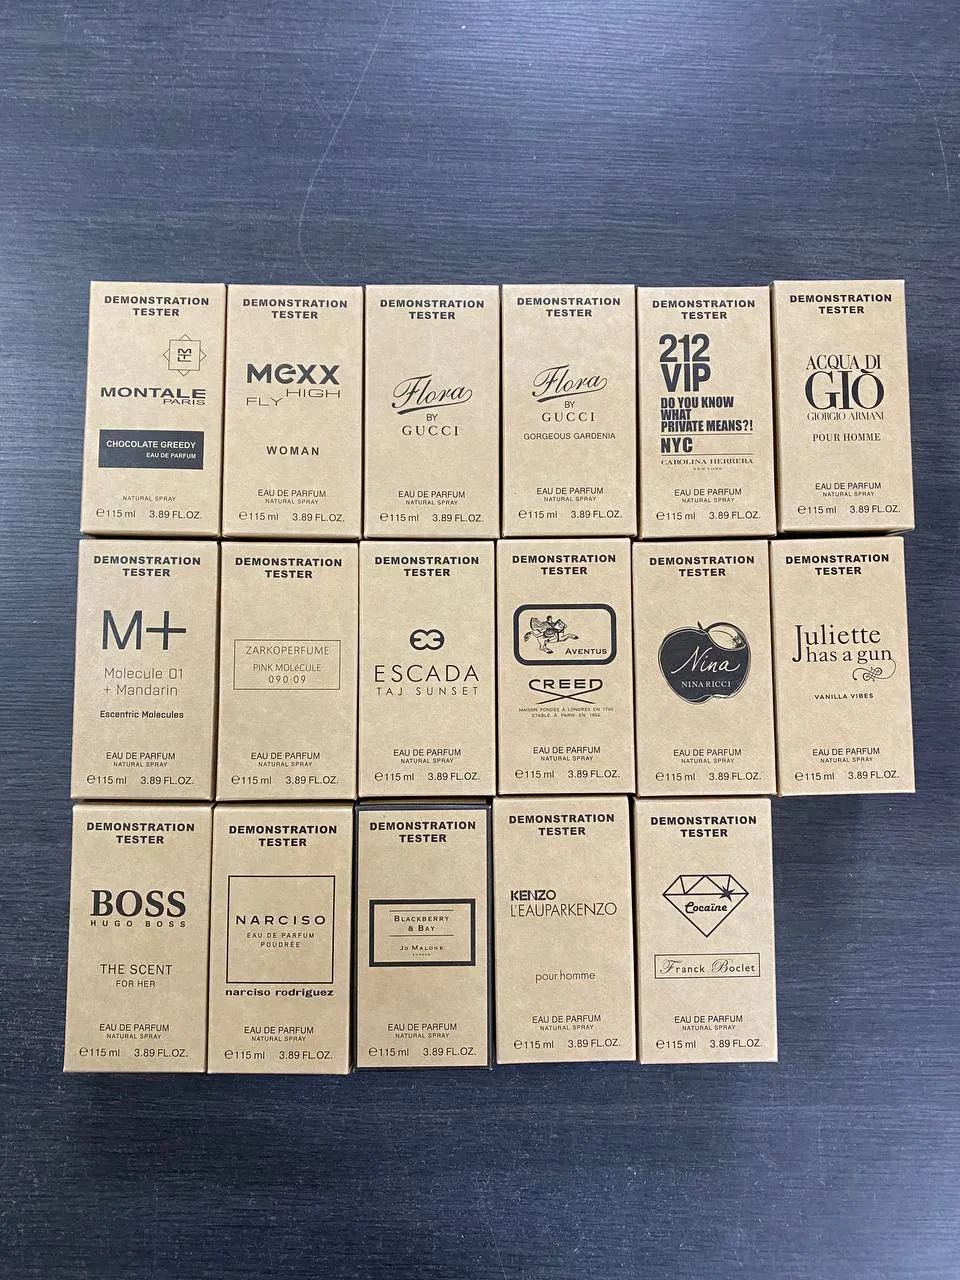 DEMONSTRATION
TESTER
MLT
MONTALE
PARIS
CHOCOLATE GREEDY
EAU DE PARFUM
NATURAL SPRAY
℮115 ml 3.89 FL.OZ.
DEMONSTRATION
TESTER
Mexx
FLY HIGH
WOMAN
EAU DE PARFUM
NATURAL SPRAY
℮115 ml 3.89 FL.OZ.
DEMONSTRATION
TESTER
Flora
BY
GUCCI
EAU DE PARFUM
NATURAL SPRAY
℮115 ml 3.89 FL.OZ.
DEMONSTRATION
TESTER
Flora
BY
GUCCI
GORGEOUS GARDENIA
EAU DE PARFUM
NATURAL SPRAY
℮115 ml 3.89 FL.OZ.
DEMONSTRATION
TESTER
212
VIP
DO YOU KNOW
WHAT
PRIVATE MEANS?!
NYC
CAROLINA HERRERA
NEW YORK
EAU DE PARFUM
NATURAL SPRAY
℮115 ml 3.89 FL.OZ.
DEMONSTRATION
TESTER
ACQUA DI
GIÒ
GIORGIO ARMANI
POUR HOMME
EAU DE PARFUM
NATURAL SPRAY
℮115 ml 3.89 FL.OZ.
DEMONSTRATION
TESTER
M+
Molecule 01
+ Mandarin
Escentric Molecules
EAU DE PARFUM
NATURAL SPRAY
℮115 ml 3.89 FL.OZ.
DEMONSTRATION
TESTER
ZARKOPERFUME
PINK MOLéCULE
090·09
EAU DE PARFUM
NATURAL SPRAY
℮115 ml 3.89 FL.OZ.
DEMONSTRATION
TESTER
ESCADA
TAJ SUNSET
EAU DE PARFUM
NATURAL SPRAY
℮115 ml 3.89 FL.OZ.
DEMONSTRATION
TESTER
AVENTUS
CREED
MAISON FONDÉE À LONDRES EN 1760
ETABLIE À PARIS EN 1854
EAU DE PARFUM
NATURAL SPRAY
℮115 ml 3.89 FL.OZ.
DEMONSTRATION
TESTER
Nina
NINA RICCI
EAU DE PARFUM
NATURAL SPRAY
℮115 ml 3.89 FL.OZ.
DEMONSTRATION
TESTER
Juliette
has a gun
VANILLA VIBES
EAU DE PARFUM
NATURAL SPRAY
℮115 ml 3.89 FL.OZ.
DEMONSTRATION
TESTER
BOSS
HUGO BOSS
THE SCENT
FOR HER
EAU DE PARFUM
NATURAL SPRAY
℮115 ml 3.89 FL.OZ.
DEMONSTRATION
TESTER
NARCISO
EAU DE PARFUM
POUDRÉE
narciso rodriguez
EAU DE PARFUM
NATURAL SPRAY
℮115 ml 3.89 FL.OZ.
DEMONSTRATION
TESTER
BLACKBERRY
& BAY
JO MALONE
LONDON
EAU DE PARFUM
NATURAL SPRAY
℮115 ml 3.89 FL.OZ.
DEMONSTRATION
TESTER
KENZO
L'EAUPARKENZO
pour homme
EAU DE PARFUM
NATURAL SPRAY
℮115 ml 3.89 FL.OZ.
DEMONSTRATION
TESTER
Cocaïne
Franck Boclet
EAU DE PARFUM
NATURAL SPRAY
℮115 ml 3.89 FL.OZ.